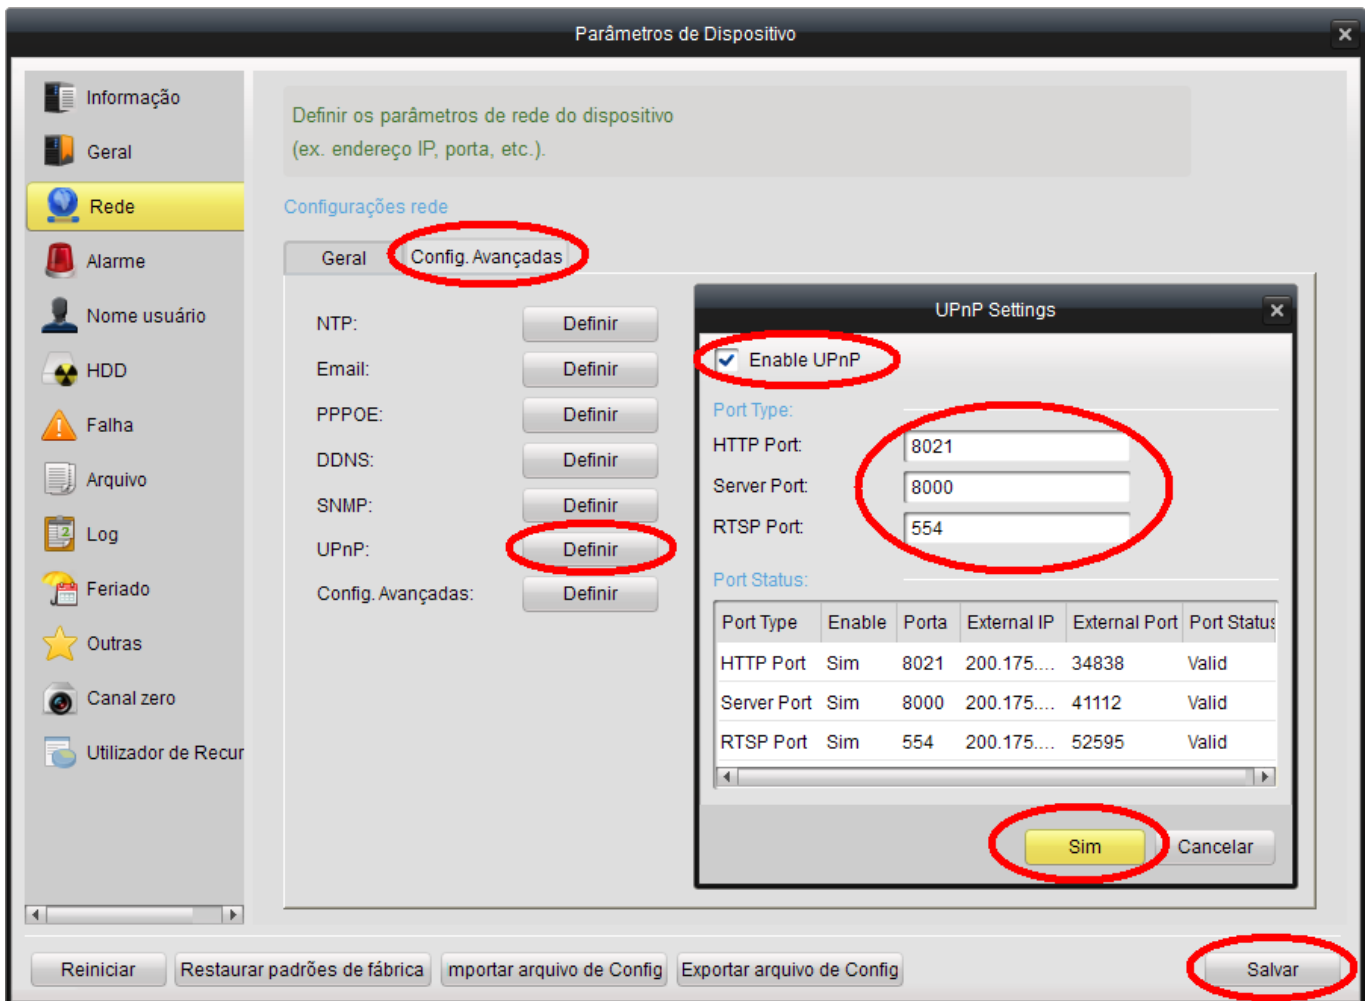 Parâmetros de Dispositivo
Informação
Geral
Rede
Alarme
Nome usuário
HDD
Falha
Arquivo
Log
Feriado
Outras
Canal zero
Utilizador de Recur
Definir os parâmetros de rede do dispositivo
(ex. endereço IP, porta, etc.).
Configurações rede
Geral Config. Avançadas
NTP: Definir
Email: Definir
PPPOE: Definir
DDNS: Definir
SNMP: Definir
UPnP: Definir
Config. Avançadas: Definir
UPnP Settings
Enable UPnP
Port Type:
HTTP Port: 8021
Server Port: 8000
RTSP Port: 554
Port Status:
Port Type Enable Porta External IP External Port Port Status
HTTP Port Sim 8021 200.175.... 34838 Valid
Server Port Sim 8000 200.175.... 41112 Valid
RTSP Port Sim 554 200.175.... 52595 Valid
Sim Cancelar
Reiniciar Restaurar padrões de fábrica mportar arquivo de Config Exportar arquivo de Config Salvar